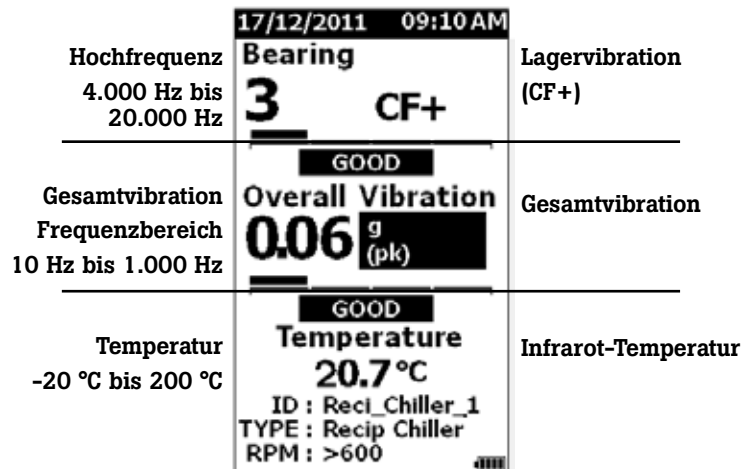 17/12/2011 09:10 AM
Hochfrequenz
4.000 Hz bis
20.000 Hz
Bearing
3 CF+
GOOD
Lagervibration
(CF+)
Gesamtvibration
Frequenzbereich
10 Hz bis 1.000 Hz
Overall Vibration
0.06 g
(pk)
GOOD
Gesamtvibration
Temperatur
-20 °C bis 200 °C
Temperature
20.7 °C
ID : Reci_Chiller_1
TYPE : Recip Chiller
RPM : >600
Infrarot-Temperatur